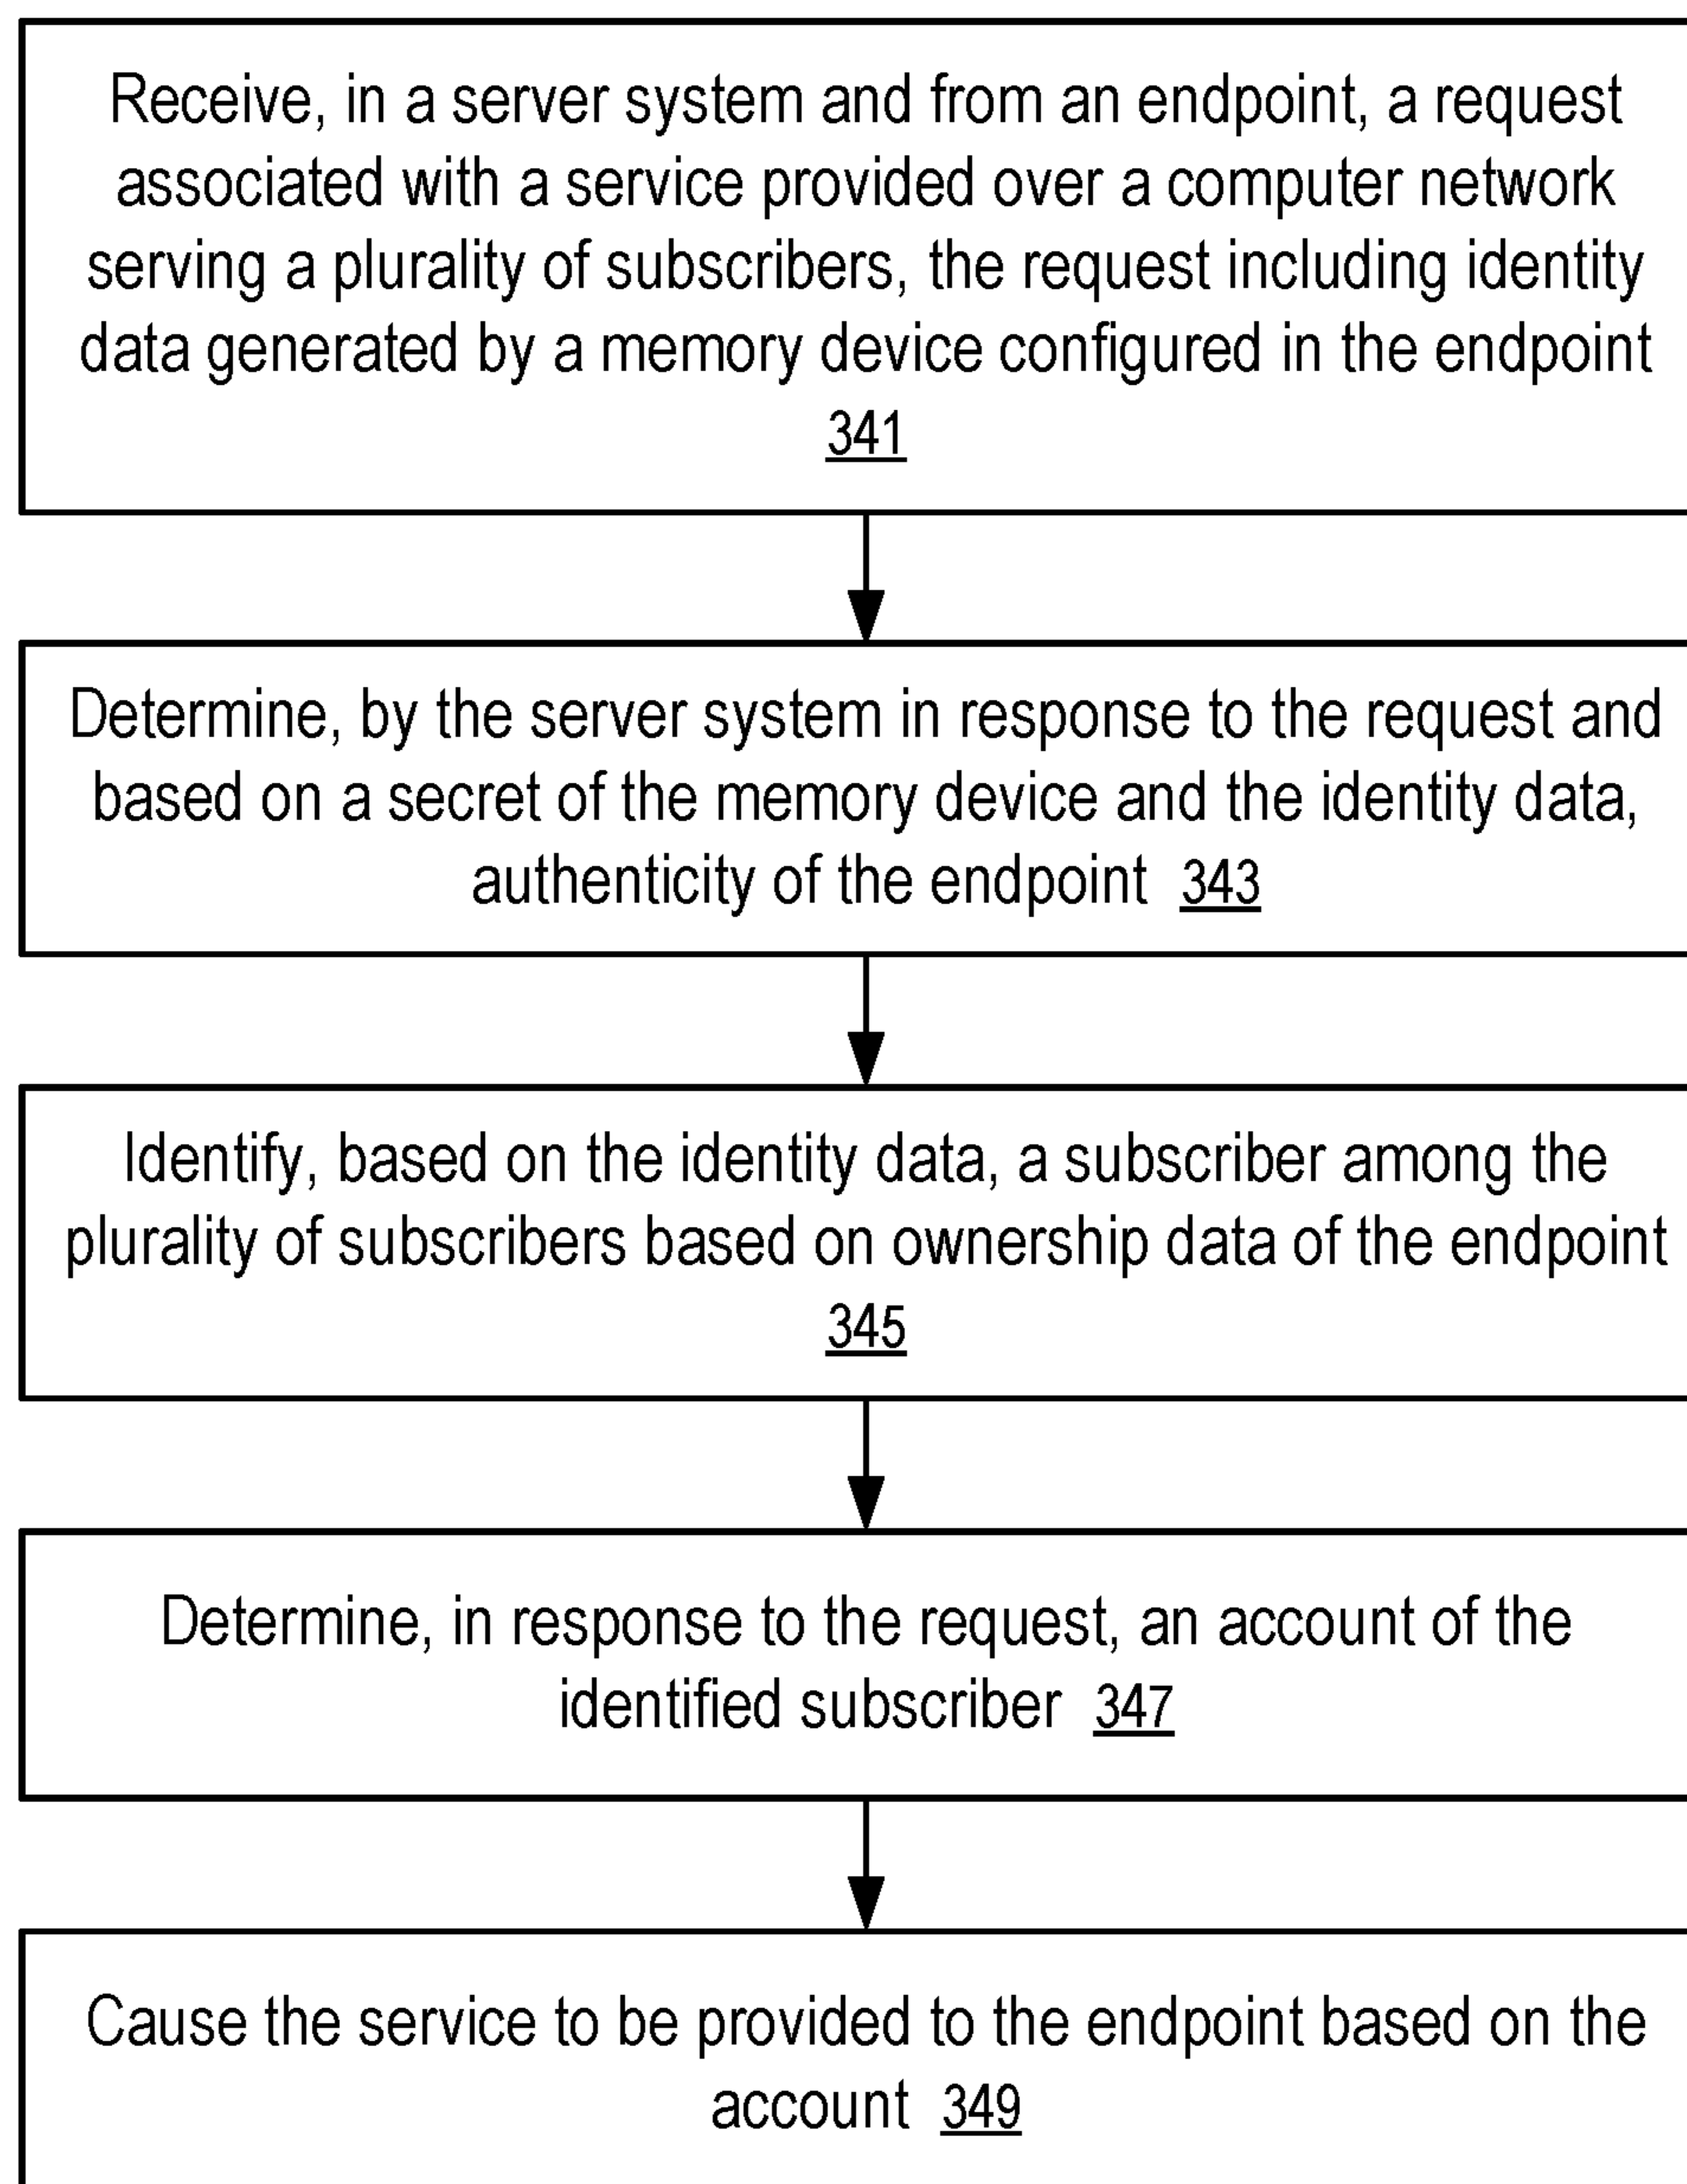 Receive, in a server system and from an endpoint, a request
associated with a service provided over a computer network
serving a plurality of subscribers, the request including identity
data generated by a memory device configured in the endpoint
341
Determine, by the server system in response to the request and
based on a secret of the memory device and the identity data,
authenticity of the endpoint 343
Identify, based on the identity data, a subscriber among the
plurality of subscribers based on ownership data of the endpoint
345
Determine, in response to the request, an account of the
identified subscriber 347
Cause the service to be provided to the endpoint based on the
account 349